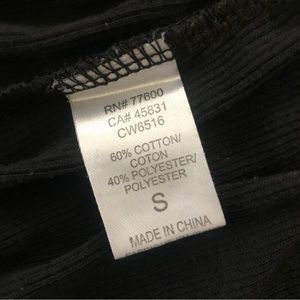 RN# 77600
CA# 45831
CW6516
60% COTTON/
COTON
40% POLYESTER/
POLYESTER
S
MADE IN CHINA